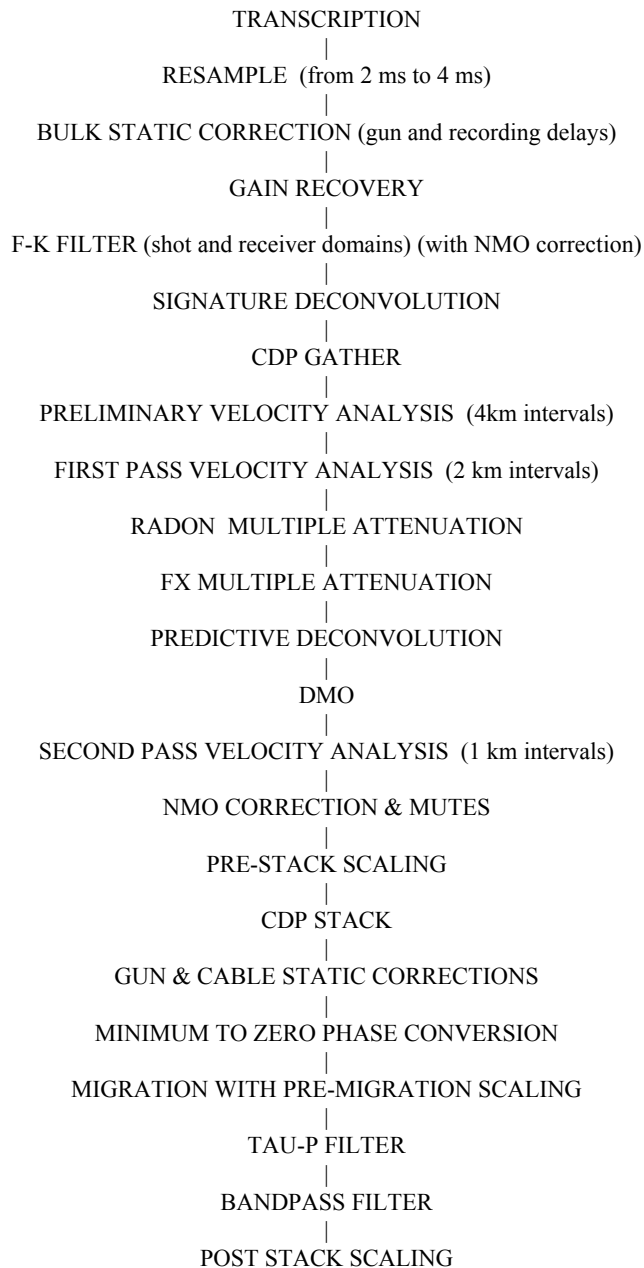 TRANSCRIPTION
|
RESAMPLE (from 2 ms to 4 ms)
|
BULK STATIC CORRECTION (gun and recording delays)
|
GAIN RECOVERY
|
F-K FILTER (shot and receiver domains) (with NMO correction)
|
SIGNATURE DECONVOLUTION
|
CDP GATHER
|
PRELIMINARY VELOCITY ANALYSIS (4km intervals)
|
FIRST PASS VELOCITY ANALYSIS (2 km intervals)
|
RADON MULTIPLE ATTENUATION
|
FX MULTIPLE ATTENUATION
|
PREDICTIVE DECONVOLUTION
|
DMO
|
SECOND PASS VELOCITY ANALYSIS (1 km intervals)
|
NMO CORRECTION & MUTES
|
PRE-STACK SCALING
|
CDP STACK
|
GUN & CABLE STATIC CORRECTIONS
|
MINIMUM TO ZERO PHASE CONVERSION
|
MIGRATION WITH PRE-MIGRATION SCALING
|
TAU-P FILTER
|
BANDPASS FILTER
|
POST STACK SCALING